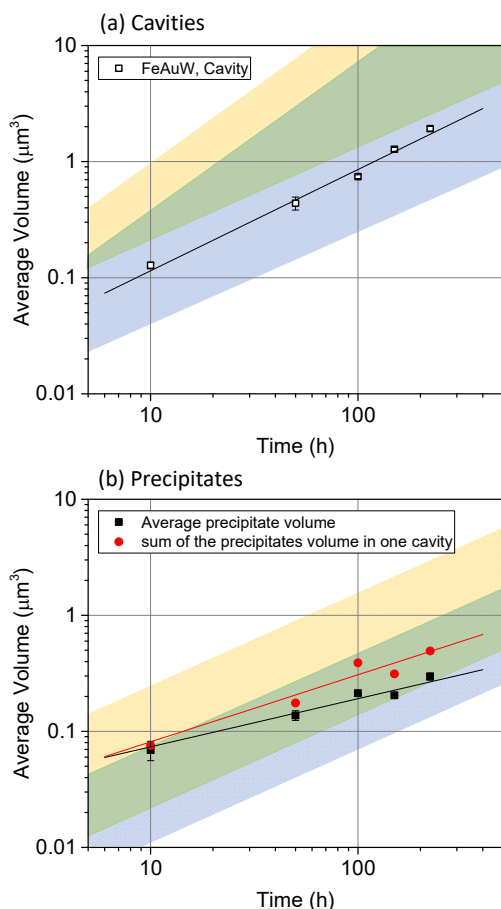 (a) Cavities
10
FeAuW, Cavity
1
0.1
0.01
10
100
Average Volume (μm³)
Time (h)
(b) Precipitates
10
Average precipitate volume
sum of the precipitates volume in one cavity
1
0.1
0.01
10
100
Average Volume (μm³)
Time (h)